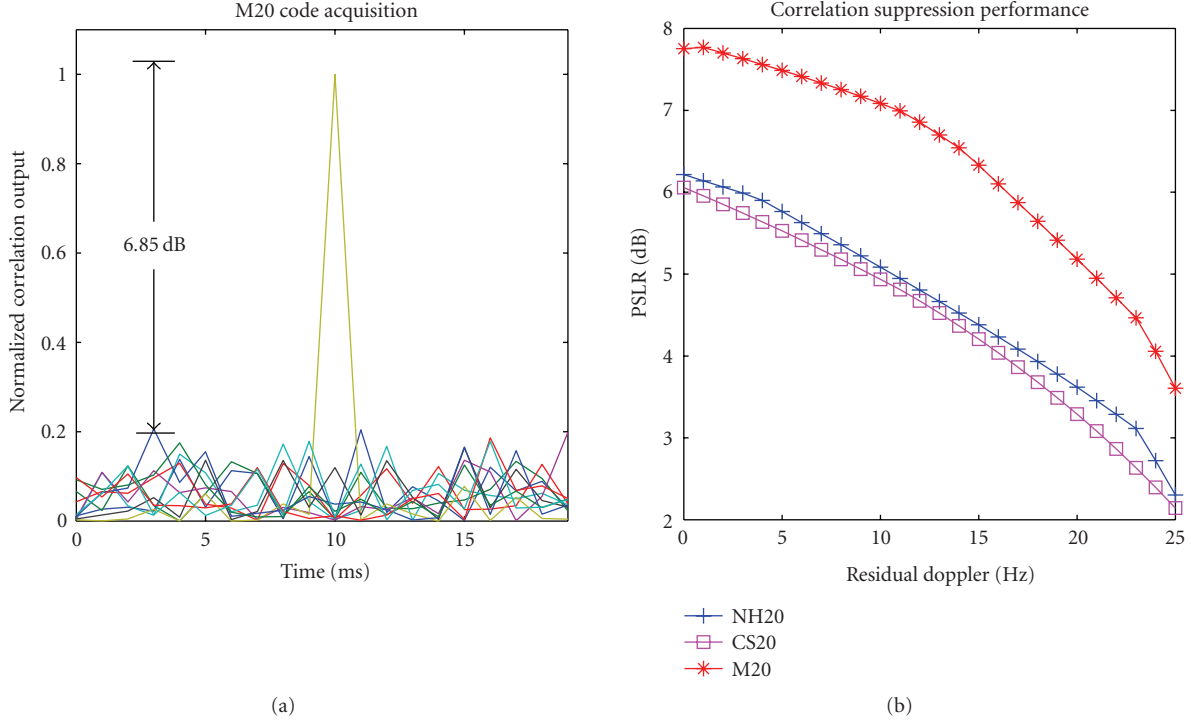 M20 code acquisition
Normalized correlation output
1
0.8
0.6
0.4
0.2
0
6.85 dB
0 5 10 15
Time (ms)
(a)
Correlation suppression performance
PSLR (dB)
8
7
6
5
4
3
2
0 5 10 15 20 25
Residual doppler (Hz)
NH20
CS20
M20
(b)